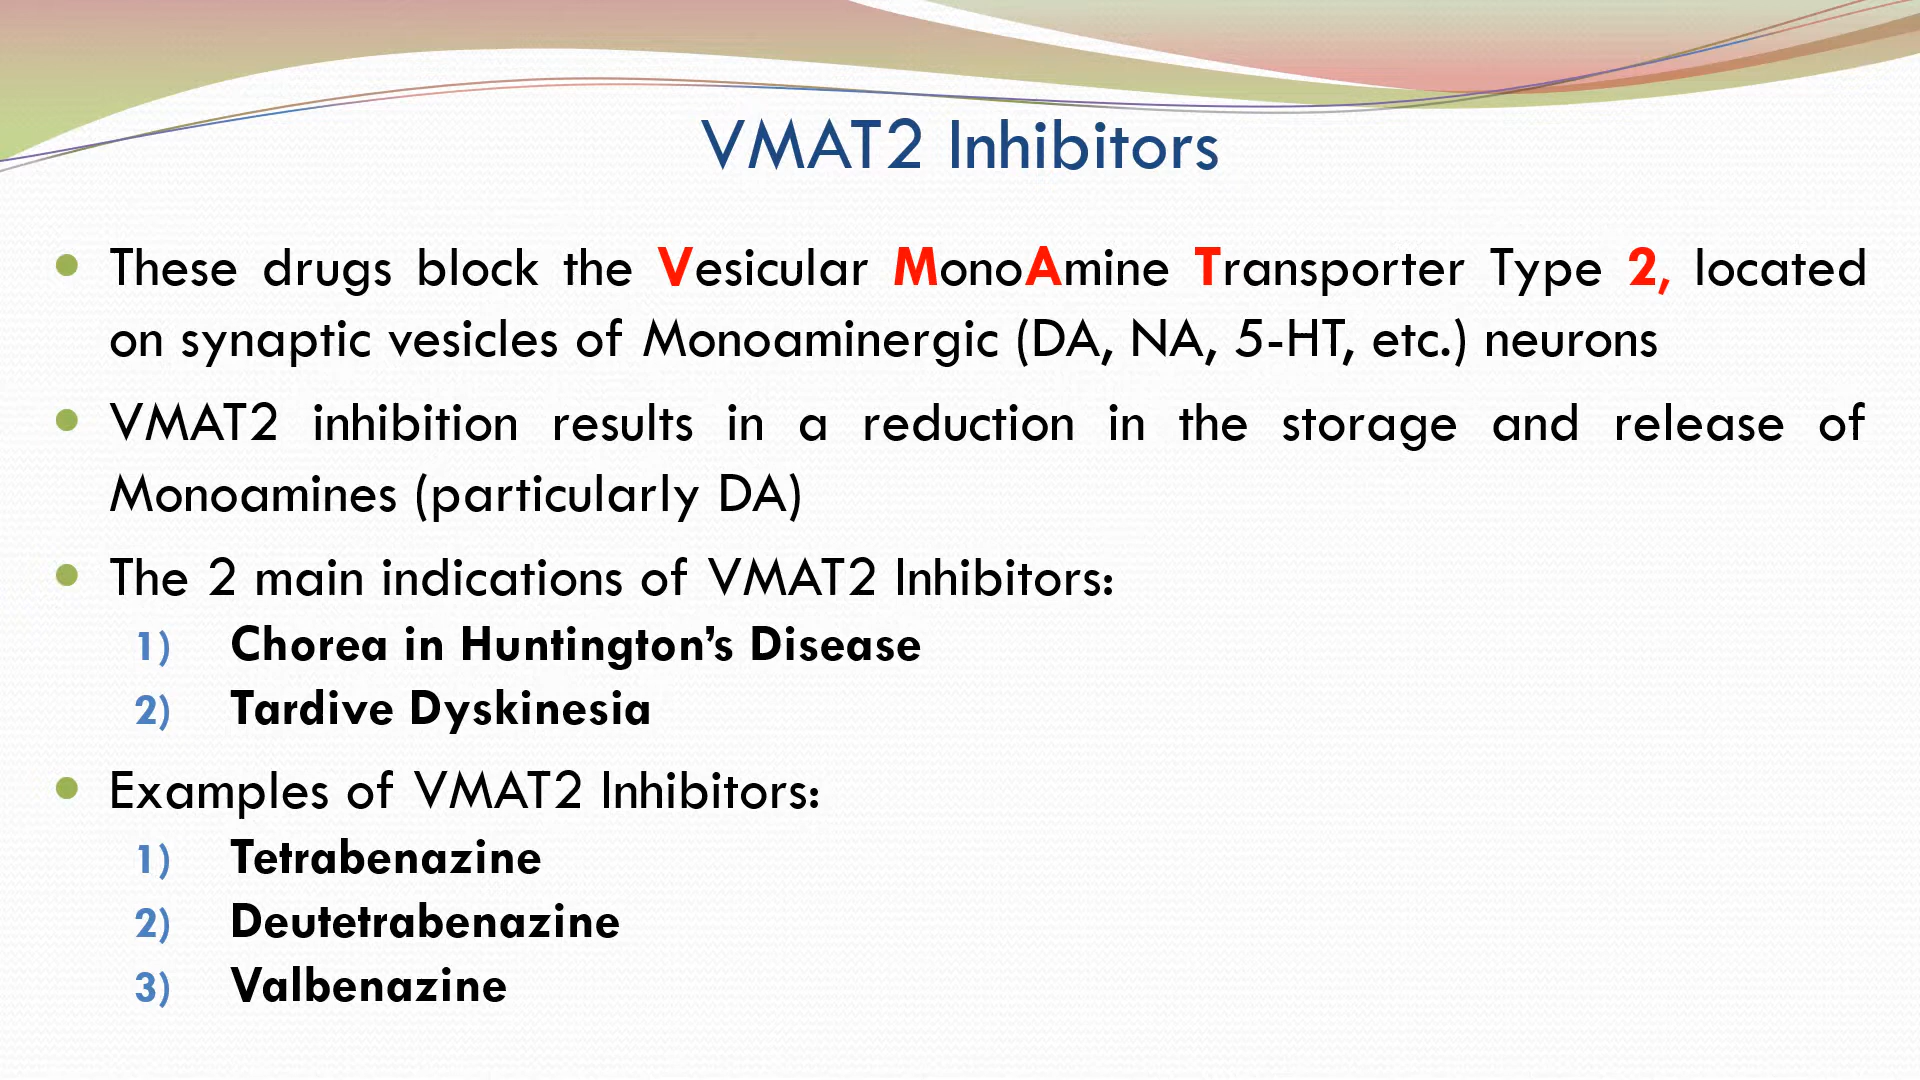 VMAT2 Inhibitors
• These drugs block the Vesicular MonoAmine Transporter Type 2, located
on synaptic vesicles of Monoaminergic (DA, NA, 5-HT, etc.) neurons
• VMAT2 inhibition results in a reduction in the storage and release of
Monoamines (particularly DA)
• The 2 main indications of VMAT2 Inhibitors:
1) Chorea in Huntington’s Disease
2) Tardive Dyskinesia
• Examples of VMAT2 Inhibitors:
1) Tetrabenazine
2) Deutetrabenazine
3) Valbenazine